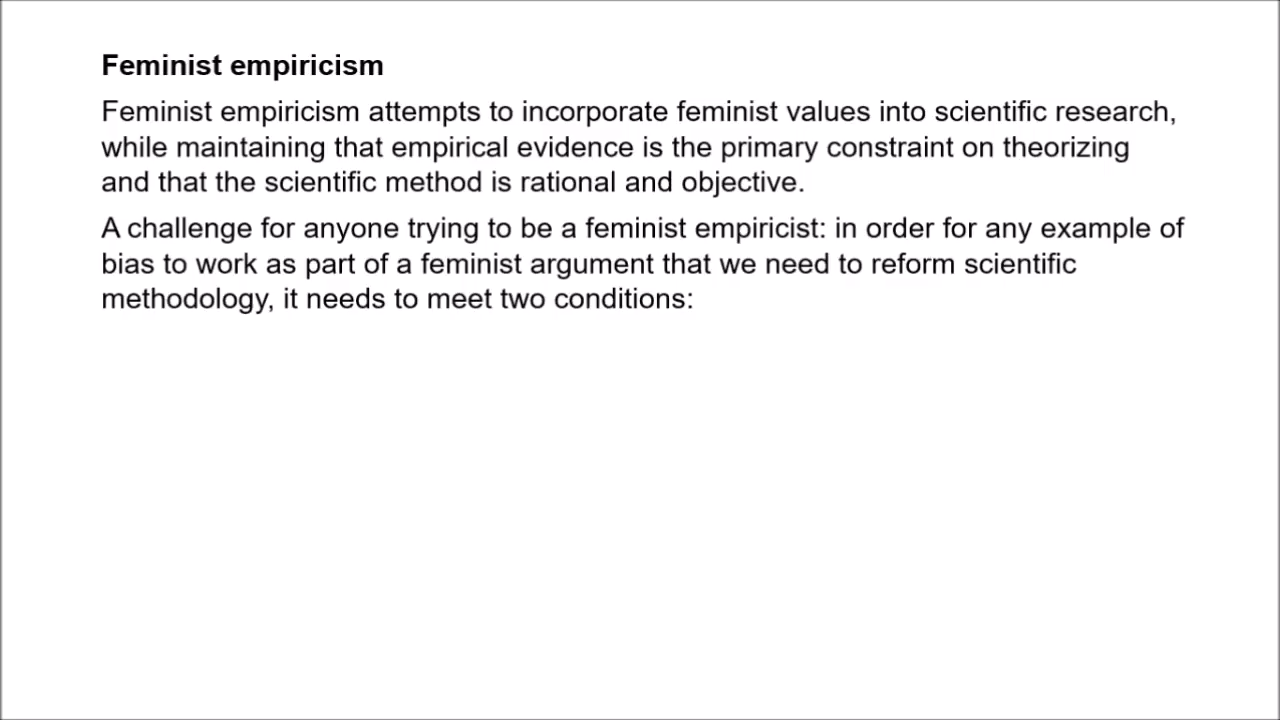 Feminist empiricism
Feminist empiricism attempts to incorporate feminist values into scientific research,
while maintaining that empirical evidence is the primary constraint on theorizing
and that the scientific method is rational and objective.
A challenge for anyone trying to be a feminist empiricist: in order for any example of
bias to work as part of a feminist argument that we need to reform scientific
methodology, it needs to meet two conditions: